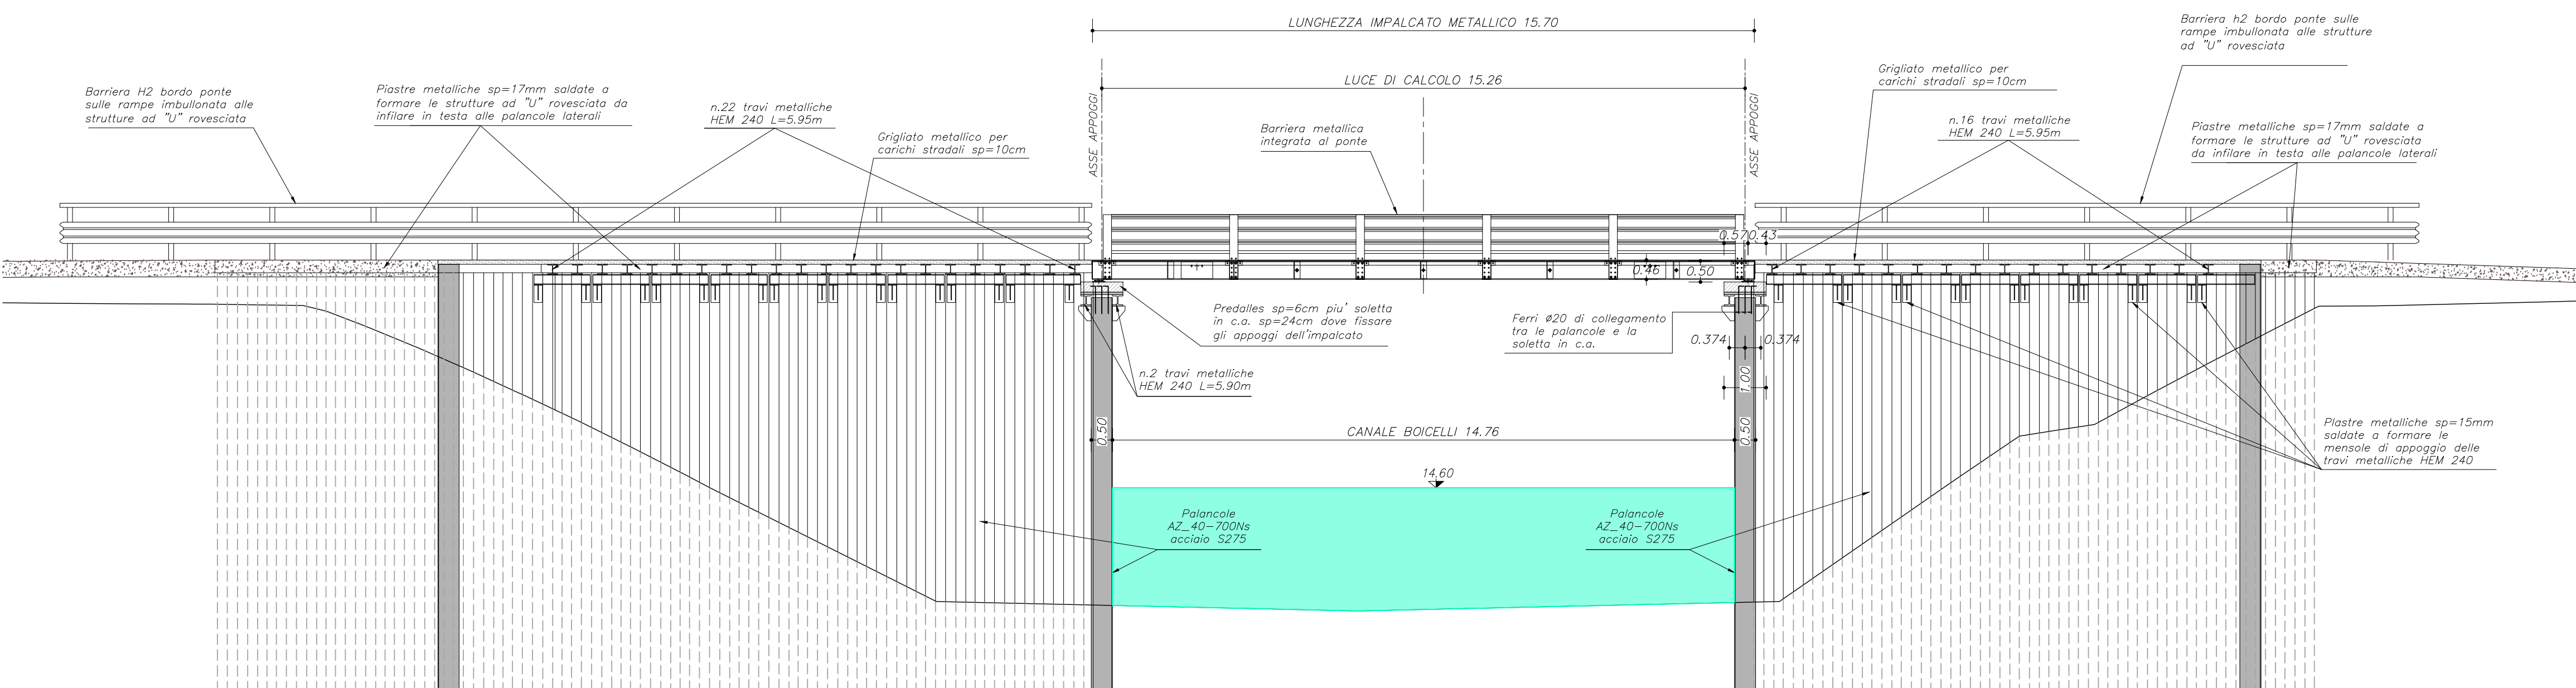 LUNGHEZZA IMPALCATO METALLICO 15.70
LUCE DI CALCOLO 15.26
ASSE APPOGGI
ASSE APPOGGI
Barriera H2 bordo ponte
sulle rampe imbullonata alle
strutture ad "U" rovesciata
Piastre metalliche sp=17mm saldate a
formare le strutture ad "U" rovesciata da
infilare in testa alle palancole laterali
n.22 travi metalliche
HEM 240 L=5.95m
Grigliato metallico per
carichi stradali sp=10cm
Barriera metallica
integrata al ponte
Grigliato metallico per
carichi stradali sp=10cm
n.16 travi metalliche
HEM 240 L=5.95m
Barriera h2 bordo ponte sulle
rampe imbullonata alle strutture
ad "U" rovesciata
Piastre metalliche sp=17mm saldate a
formare le strutture ad "U" rovesciata
da infilare in testa alle palancole laterali
0.57
0.43
0.46
0.50
Predalles sp=6cm piu' soletta
in c.a. sp=24cm dove fissare
gli appoggi dell'impalcato
Ferri ø20 di collegamento
tra le palancole e la
soletta in c.a.
0.374
0.374
n.2 travi metalliche
HEM 240 L=5.90m
1.00
0.50
CANALE BOICELLI 14.76
0.50
Piastre metalliche sp=15mm
saldate a formare le
mensole di appoggio delle
travi metalliche HEM 240
14.60
Palancole
AZ_40-700Ns
acciaio S275
Palancole
AZ_40-700Ns
acciaio S275